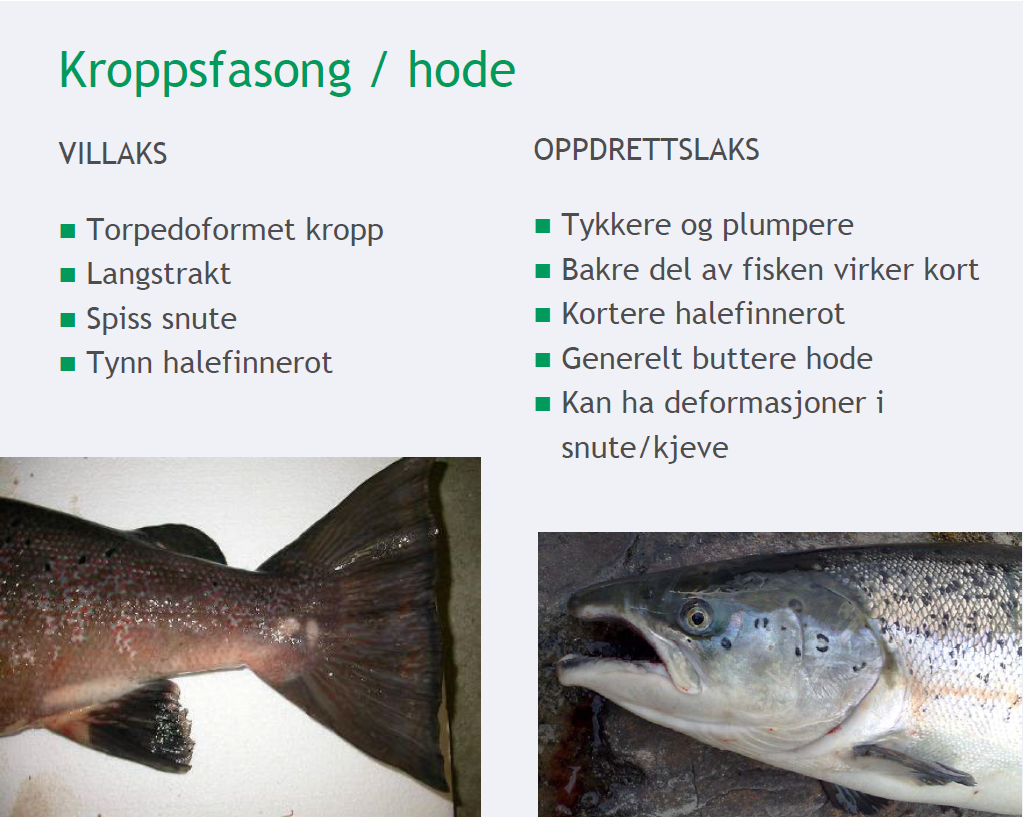 Kroppsfasong / hode
VILLAKS
■ Torpedoformet kropp
■ Langstrakt
■ Spiss snute
■ Tynn halefinnerot
OPPDRETTSLAKS
■ Tykkere og plumpere
■ Bakre del av fisken virker kort
■ Kortere halefinnerot
■ Generelt buttere hode
■ Kan ha deformasjoner i
snute/kjeve